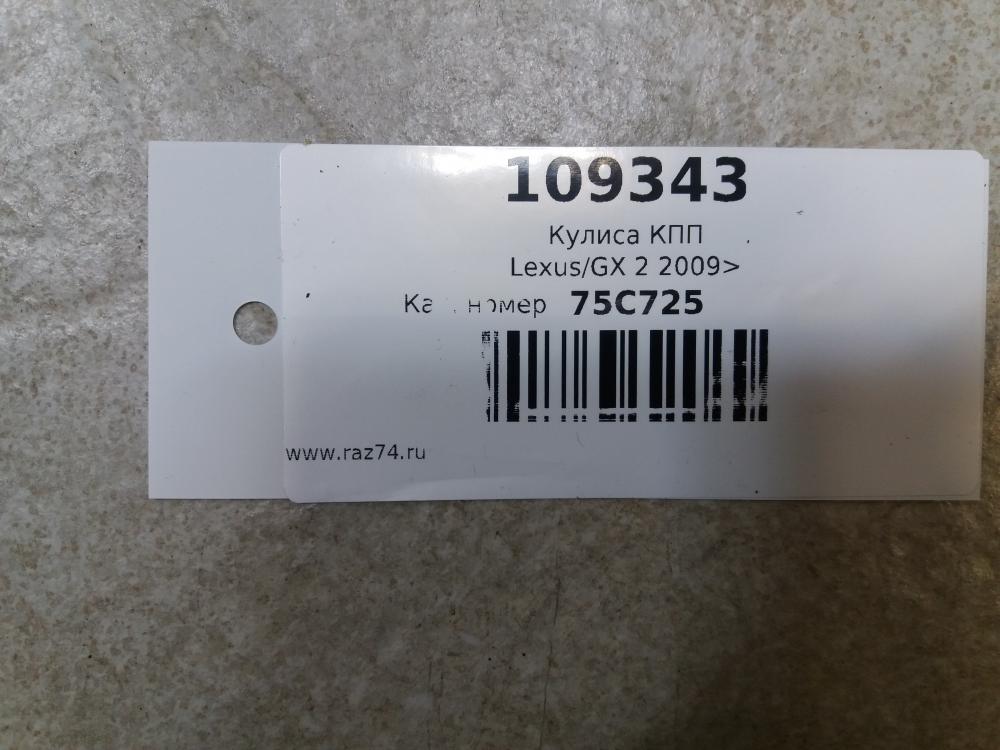 109343
Кулиса КПП
Lexus/GX 2 2009>
номер 75C725
www.raz74.ru